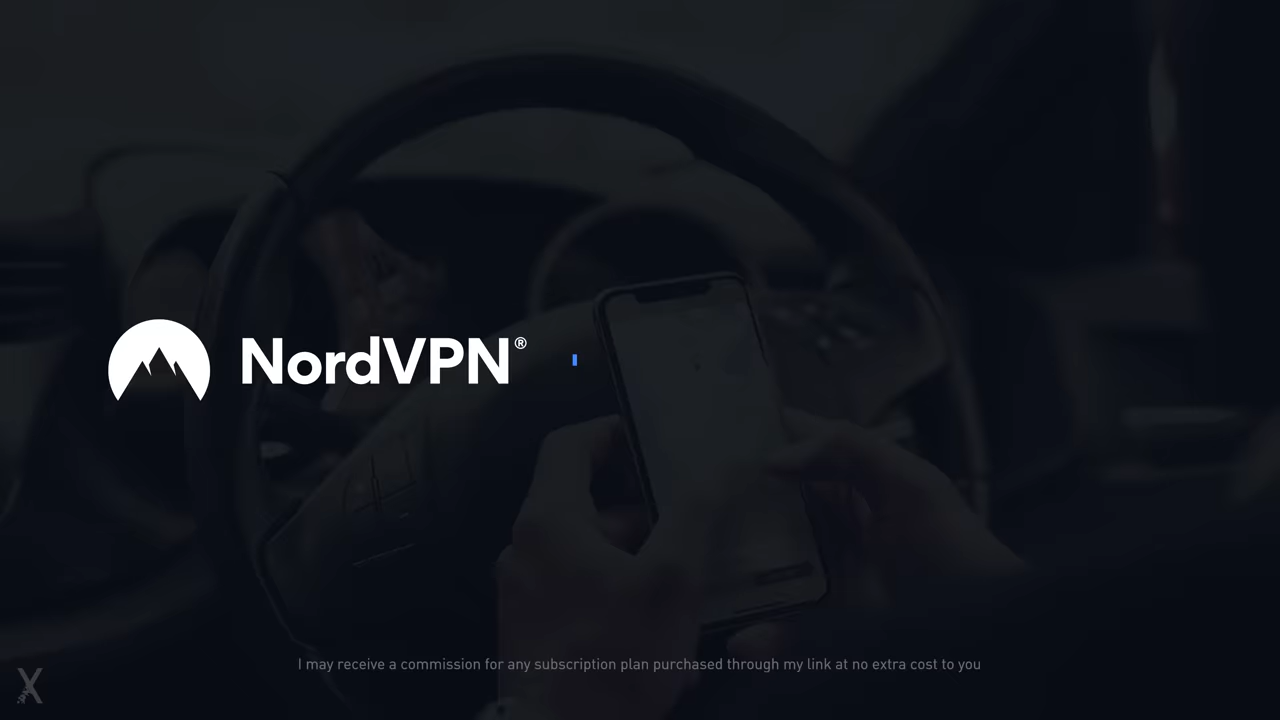 NordVPN®
I may receive a commission for any subscription plan purchased through my link at no extra cost to you
X